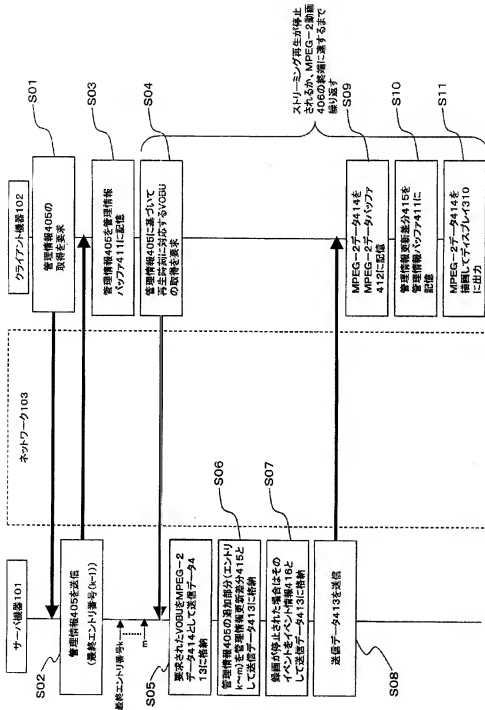 サーバ機器101
ネットワーク103
クライアント機器102
管理情報405の
取得を要求
S01
S02
管理情報405を送信
(最終エントリ番号(k-1))
管理情報405を管理情報
バッファ411に記憶
S03
最終エントリ番号k
m
管理情報405に基づいて
再生時刻に対応するVOBU
の取得を要求
S04
S05
要求されたVOBUをMPEG-2
データ414として送信データ4
13に格納
管理情報405の追加部分(エントリ
k~m)を管理情報更新差分415と
して送信データ413に格納
S06
録画が停止された場合はその
イベントをイベント情報416と
して送信データ413に格納
S07
送信データ413を送信
S08
ストリーミング再生が停止
されるか、MPEG-2動画
406の終端に達するまで
繰り返す
MPEG-2データ414を
MPEG-2データバッファ
412に記憶
S09
管理情報更新差分415を
管理情報バッファ411に
記憶
S10
MPEG-2データ414を
描画してディスプレイ310
に出力
S11